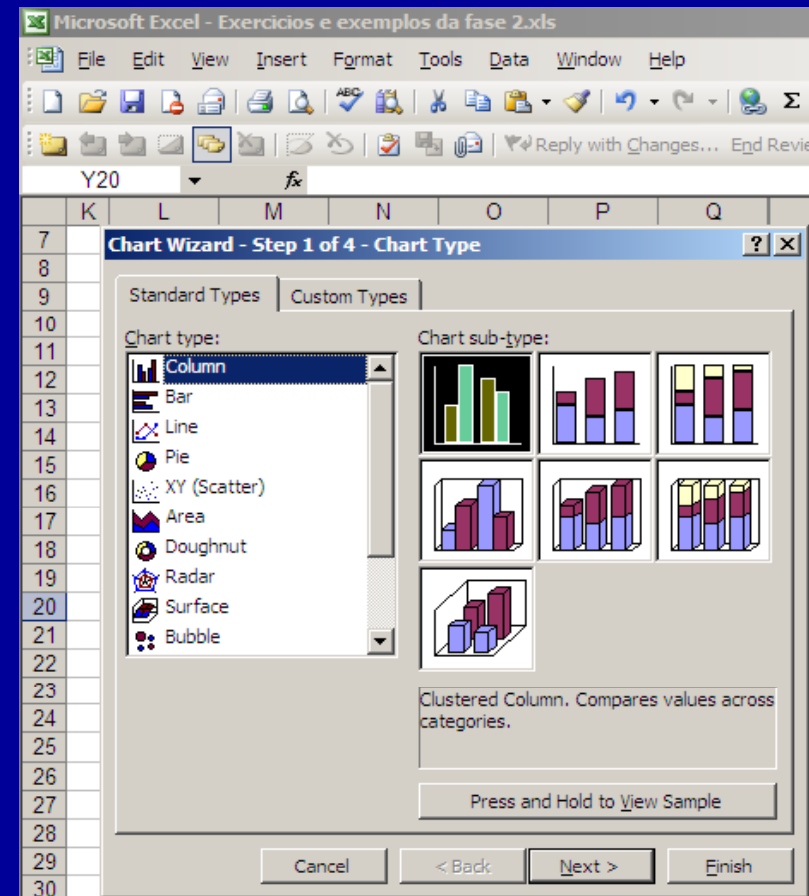 Microsoft Excel - Exercicios e exemplos da fase 2.xls
File Edit View Insert Format Tools Data Window Help
ABC Σ
Reply with Changes... End Revie
Y20 fx
K L M N O P Q
7
Chart Wizard - Step 1 of 4 - Chart Type ? X
8
9
Standard Types Custom Types
10
Chart type: Chart sub-type:
11
Column
12
Bar
13
Line
14
Pie
15
XY (Scatter)
16
Area
17
Doughnut
18
Radar
19
Surface
20
Bubble
21
22
23
Clustered Column. Compares values across
24
categories.
25
26
Press and Hold to View Sample
27
28
29
Cancel < Back Next > Finish
30